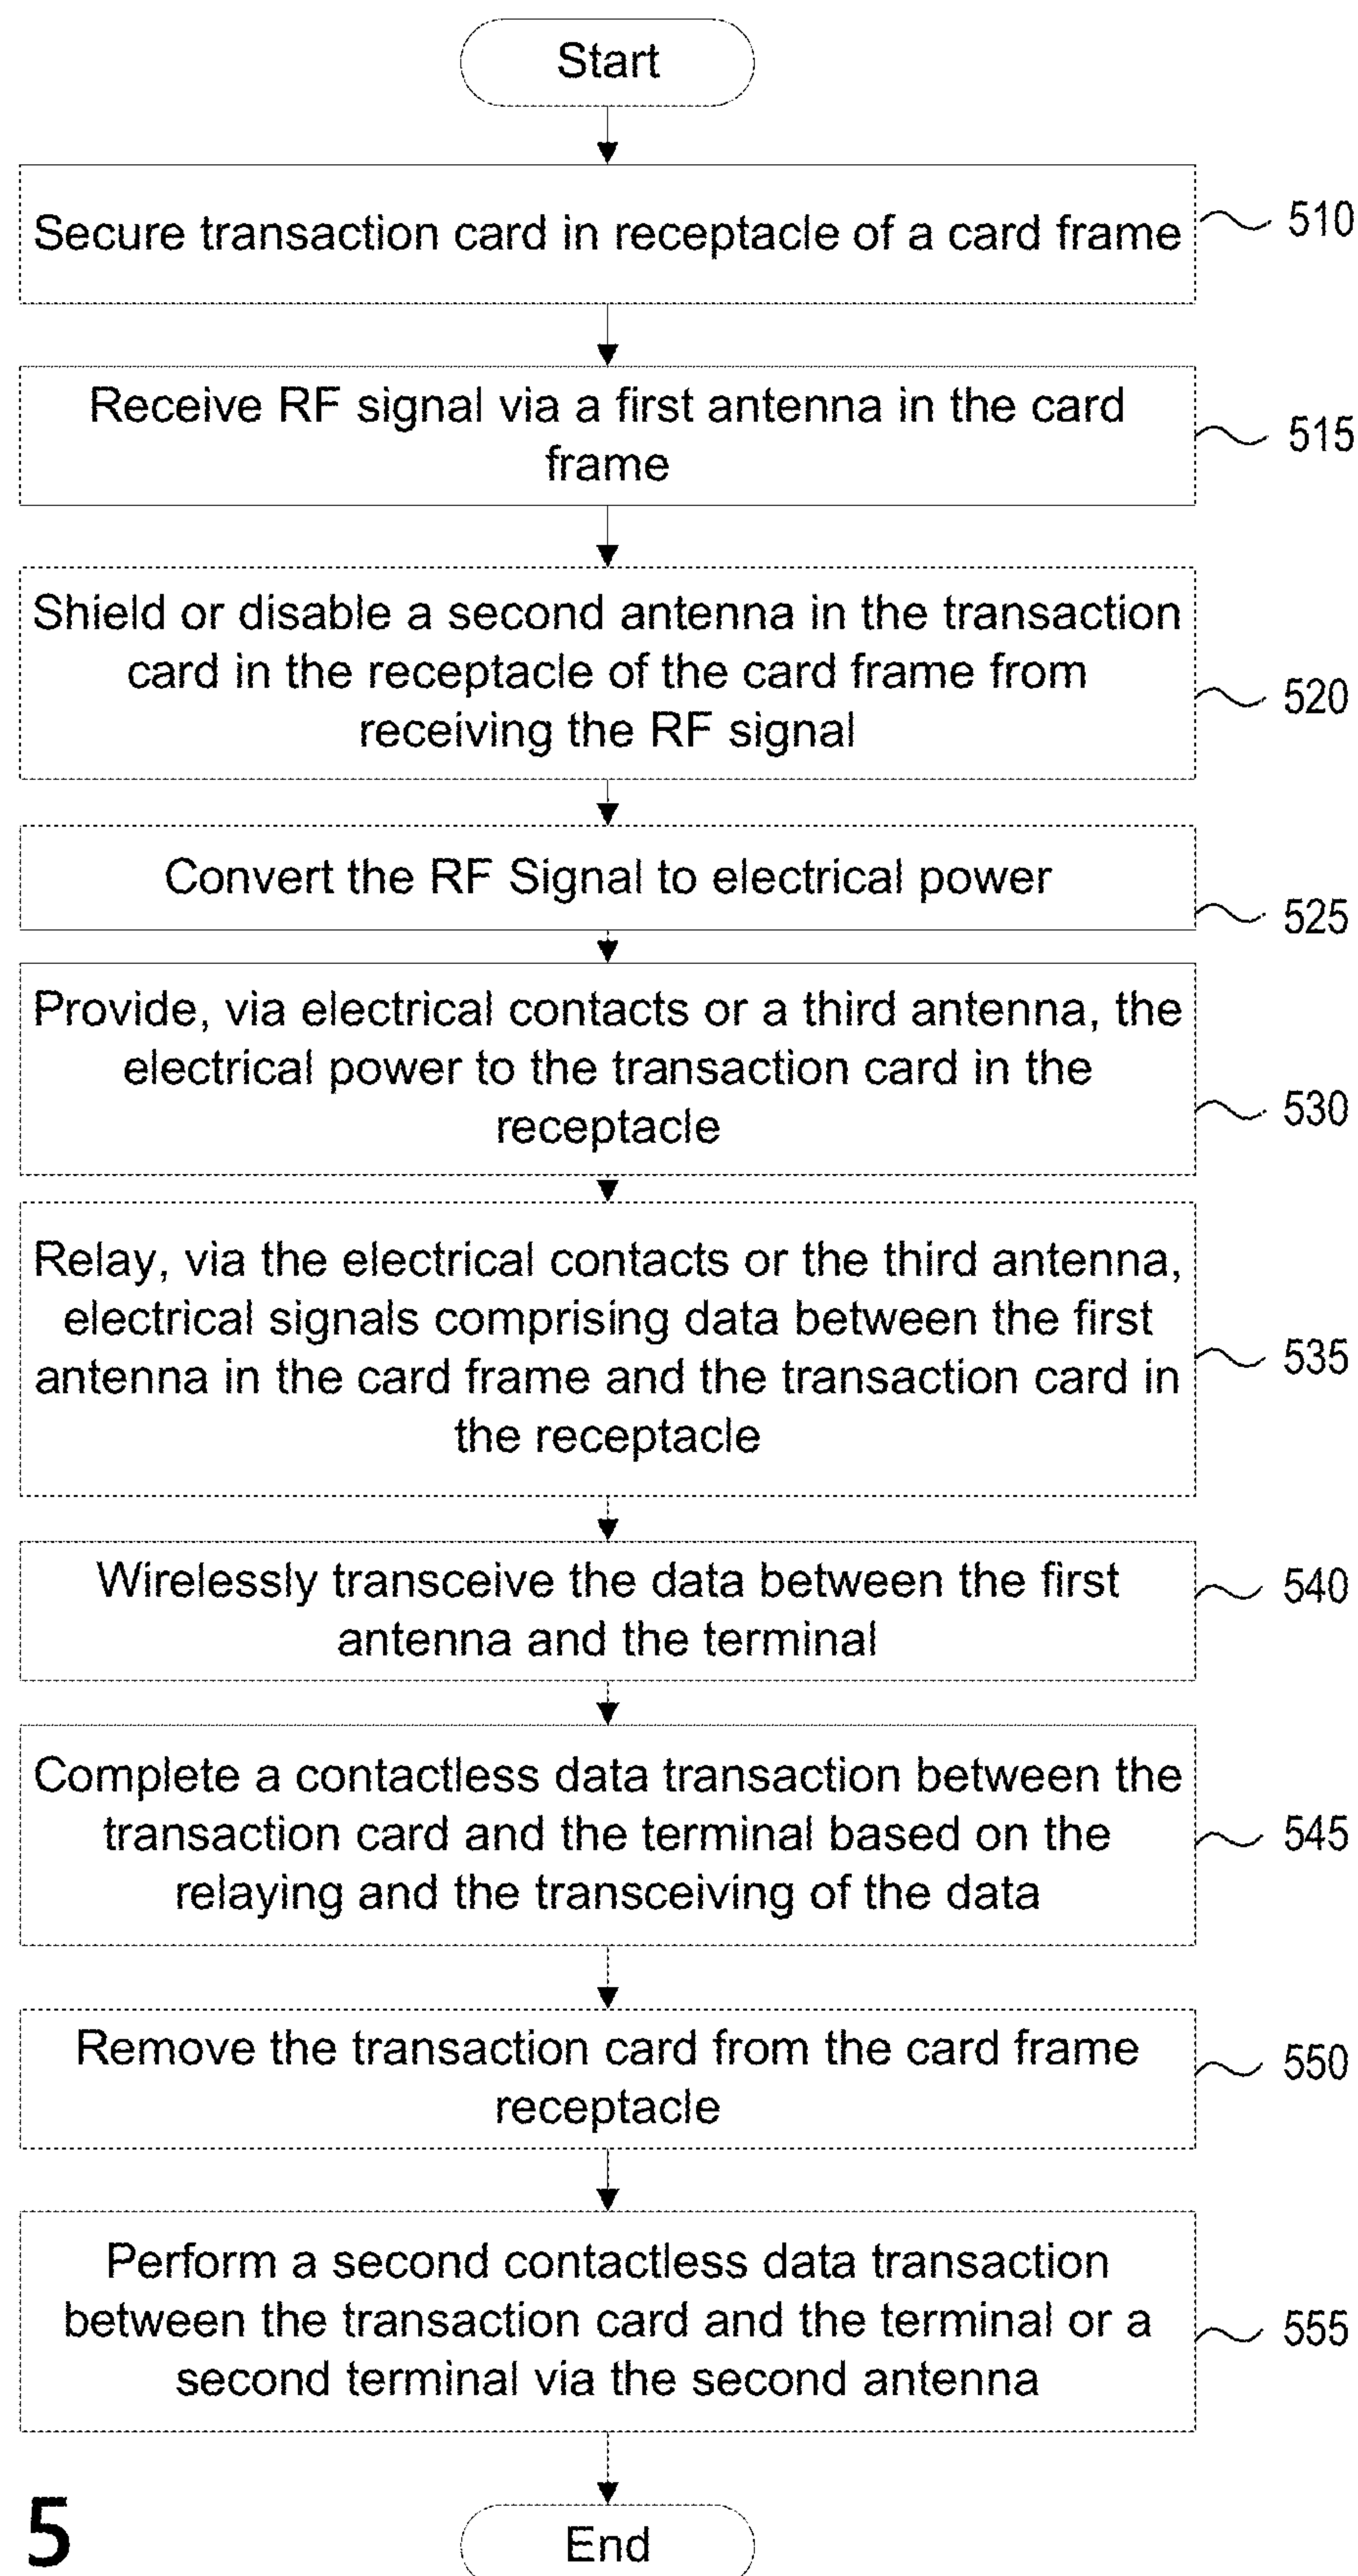 Start
Secure transaction card in receptacle of a card frame
510
Receive RF signal via a first antenna in the card
frame
515
Shield or disable a second antenna in the transaction
card in the receptacle of the card frame from
receiving the RF signal
520
Convert the RF Signal to electrical power
525
Provide, via electrical contacts or a third antenna, the
electrical power to the transaction card in the
receptacle
530
Relay, via the electrical contacts or the third antenna,
electrical signals comprising data between the first
antenna in the card frame and the transaction card in
the receptacle
535
Wirelessly transceive the data between the first
antenna and the terminal
540
Complete a contactless data transaction between the
transaction card and the terminal based on the
relaying and the transceiving of the data
545
Remove the transaction card from the card frame
receptacle
550
Perform a second contactless data transaction
between the transaction card and the terminal or a
second terminal via the second antenna
555
5
End